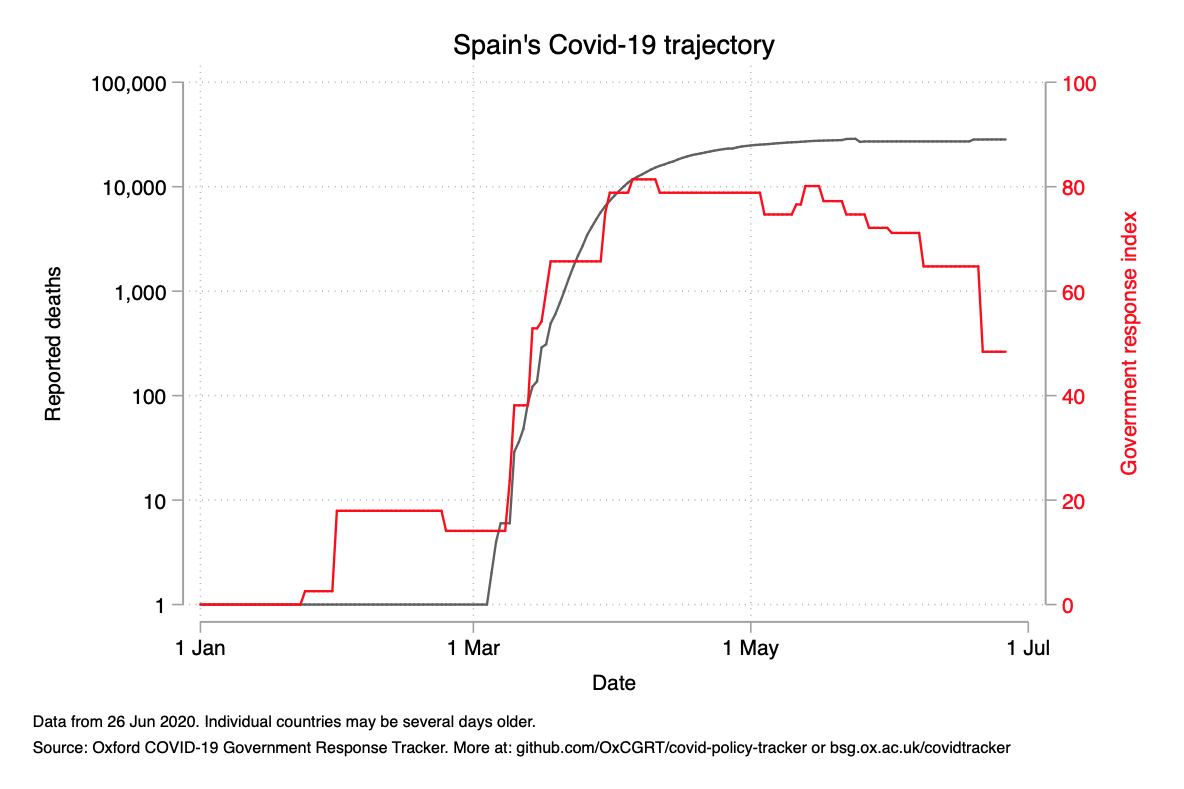 Spain's Covid-19 trajectory
100,000
10,000
1,000
100
10
1
Reported deaths
100
80
60
40
20
0
Government response index
1 Jan
1 Mar
1 May
1 Jul
Date
Data from 26 Jun 2020. Individual countries may be several days older.
Source: Oxford COVID-19 Government Response Tracker. More at: github.com/OxCGRT/covid-policy-tracker or bsg.ox.ac.uk/covidtracker